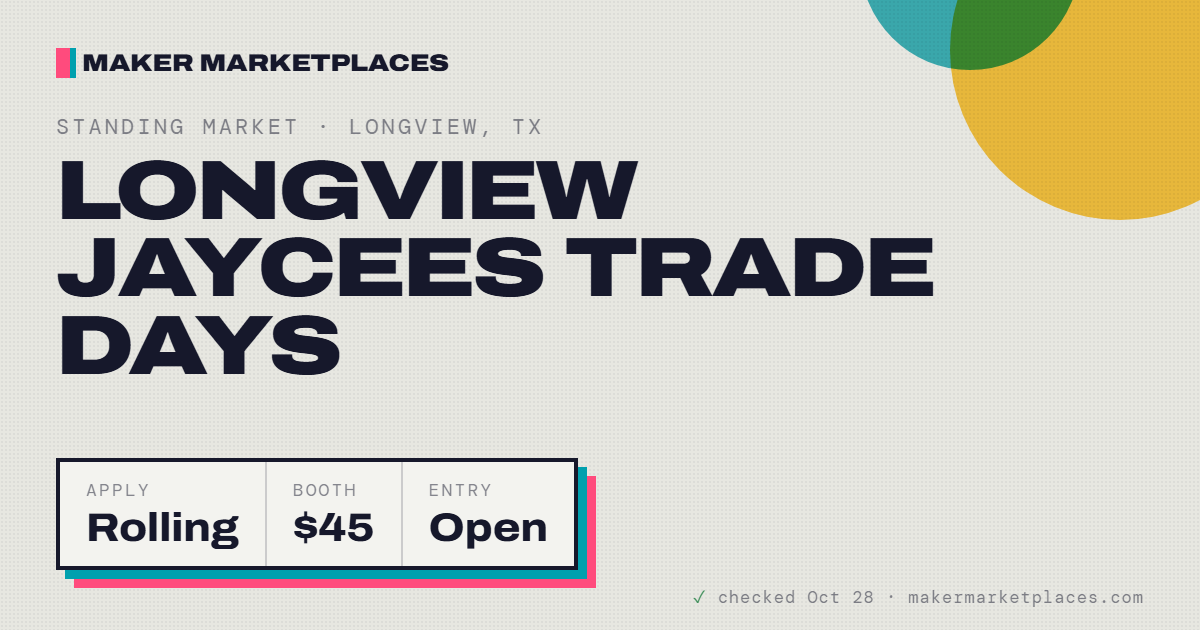 MAKER MARKETPLACES
STANDING MARKET · LONGVIEW, TX
LONGVIEW
JAYCEES TRADE
DAYS
APPLY BOOTH ENTRY
Rolling $45 Open
✓ checked Oct 28 · makermarketplaces.com